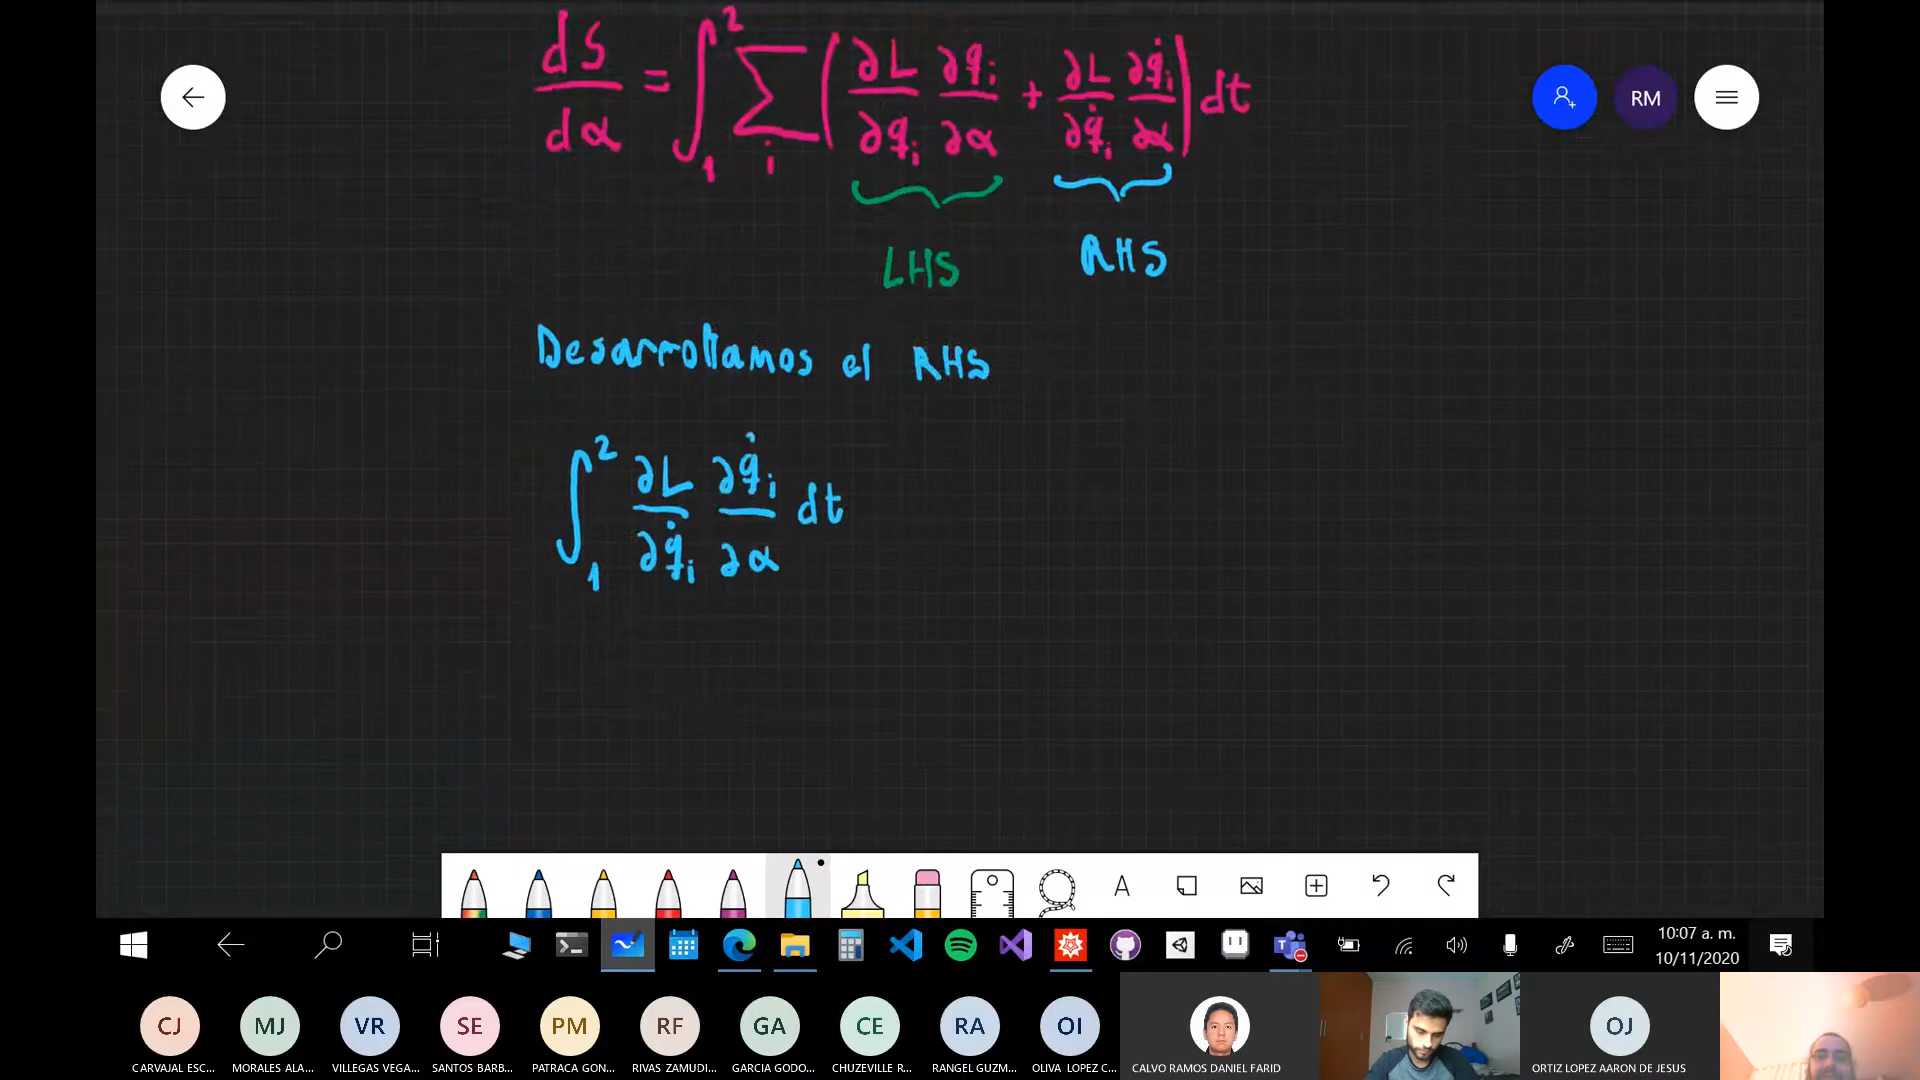 dS/dα = ∫₁² Σᵢ (∂L/∂qᵢ ∂qᵢ/∂α + ∂L/∂q̇ᵢ ∂q̇ᵢ/∂α) dt
RM
LHS
RHS
Desarrollamos el RHS
∫₁² ∂L/∂q̇ᵢ ∂q̇ᵢ/∂α dt
A
10:07 a. m.
10/11/2020
CJ MJ VR SE PM RF GA CE RA OI OJ
CARVAJAL ESC... MORALES ALA... VILLEGAS VEGA... SANTOS BARB... PATRACA GON... RIVAS ZAMUDI... GARCIA GODO... CHUZEVILLE R... RANGEL GUZM... OLIVA LOPEZ C... CALVO RAMOS DANIEL FARID ORTIZ LOPEZ AARON DE JESUS